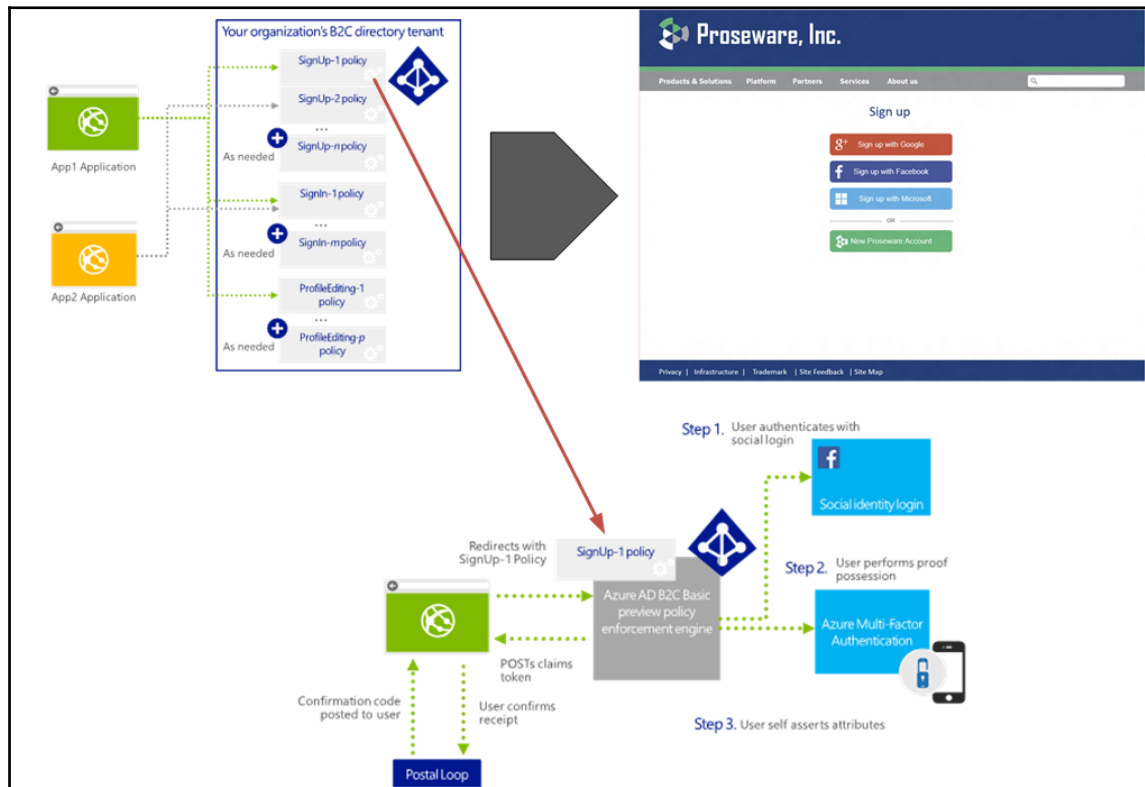 Your organization's B2C directory tenant
SignUp-1 policy
SignUp-2 policy
...
As needed
SignUp-n policy
SignIn-1 policy
...
As needed
SignIn-m policy
ProfileEditing-1
policy
...
As needed
ProfileEditing-p
policy
App1 Application
App2 Application
Proseware, Inc.
Products & Solutions Platform Partners Services About us
Sign up
g+ Sign up with Google
f Sign up with Facebook
Sign up with Microsoft
OR
New Proseware Account
Privacy | Infrastructure | Trademark | Site Feedback | Site Map
Step 1. User authenticates with
social login
f
Social identity login
Redirects with
SignUp-1 Policy
SignUp-1 policy
Azure AD B2C Basic
preview policy
enforcement engine
Step 2. User performs proof
possession
Azure Multi-Factor
Authentication
POSTs claims
token
Confirmation code
posted to user
User confirms
receipt
Step 3. User self asserts attributes
Postal Loop